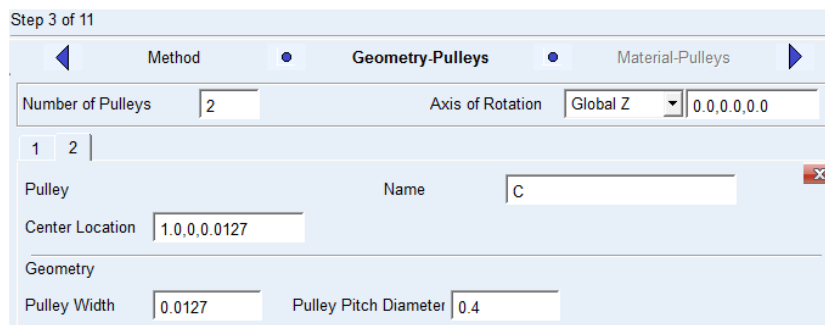 Step 3 of 11
Method Geometry-Pulleys Material-Pulleys
Number of Pulleys 2 Axis of Rotation Global Z 0.0,0.0,0.0
1 2
Pulley Name C
Center Location 1.0,0,0.0127
Geometry
Pulley Width 0.0127 Pulley Pitch Diameter 0.4